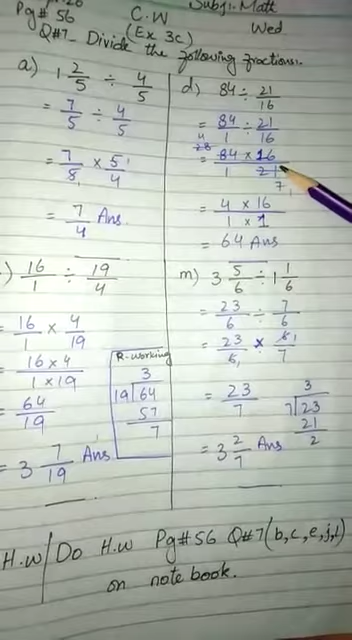 Pg# 56 C.W Subj:- Math
(Ex 3c) Wed
Q#7- Divide the following fractions.
a) 1 2/5 ÷ 4/5
= 7/5 ÷ 4/5
= 7/5 × 5/4
= 7/4 Ans
16/1 ÷ 19/4
= 16/1 × 4/19
= 16×4 / 1×19
= 64/19
= 3 7/19 Ans
R-working
3
19 64
57
7
d) 84 ÷ 21/16
= 84/1 ÷ 21/16
4
28
= 84 × 16 / 1 21
7 1
= 4 × 16 / 1 × 1
= 64 Ans
m) 3 5/6 ÷ 1 1/6
= 23/6 ÷ 7/6
= 23/6 × 6/7
= 23/7
= 3 2/7 Ans
3
7 23
21
2
H.W Do H.W Pg#56 Q#7(b,c,e,j,l)
on note book.